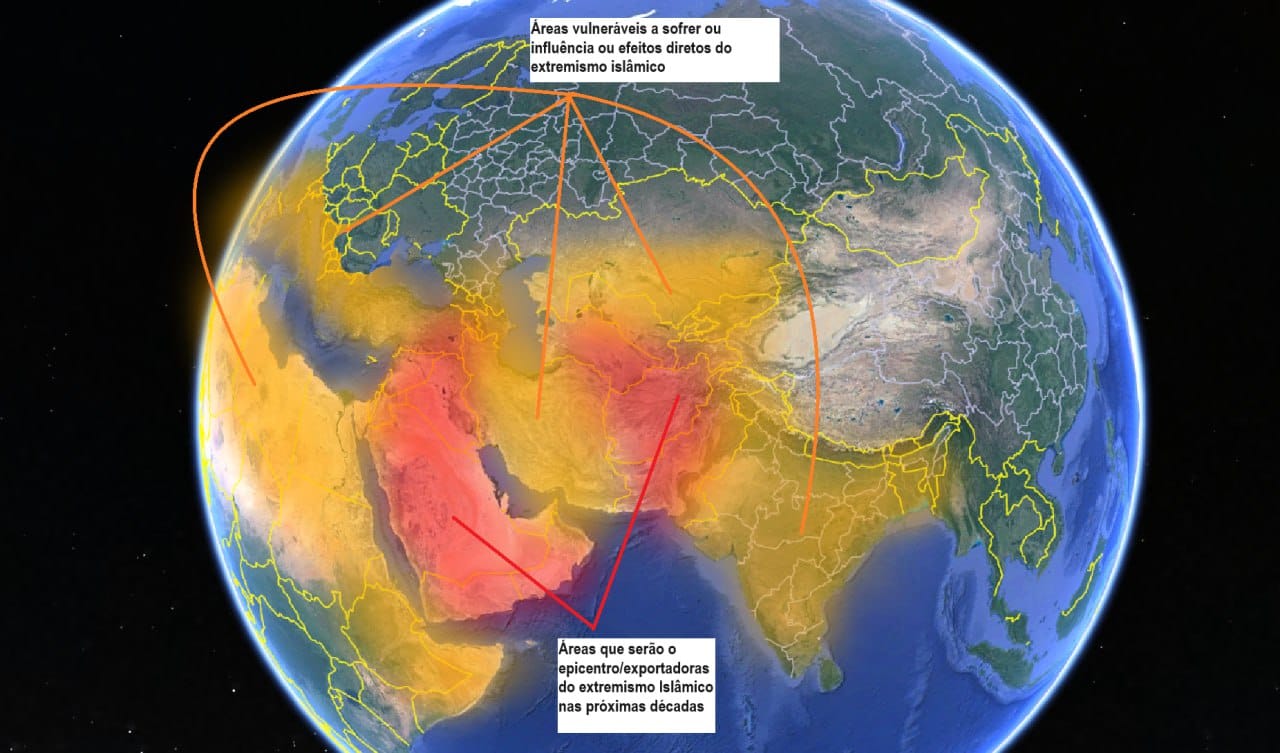 Áreas vulneráveis a sofrer ou
influência ou efeitos diretos do
extremismo islâmico
Áreas que serão o
epicentro/exportadoras
do extremismo Islâmico
nas próximas décadas